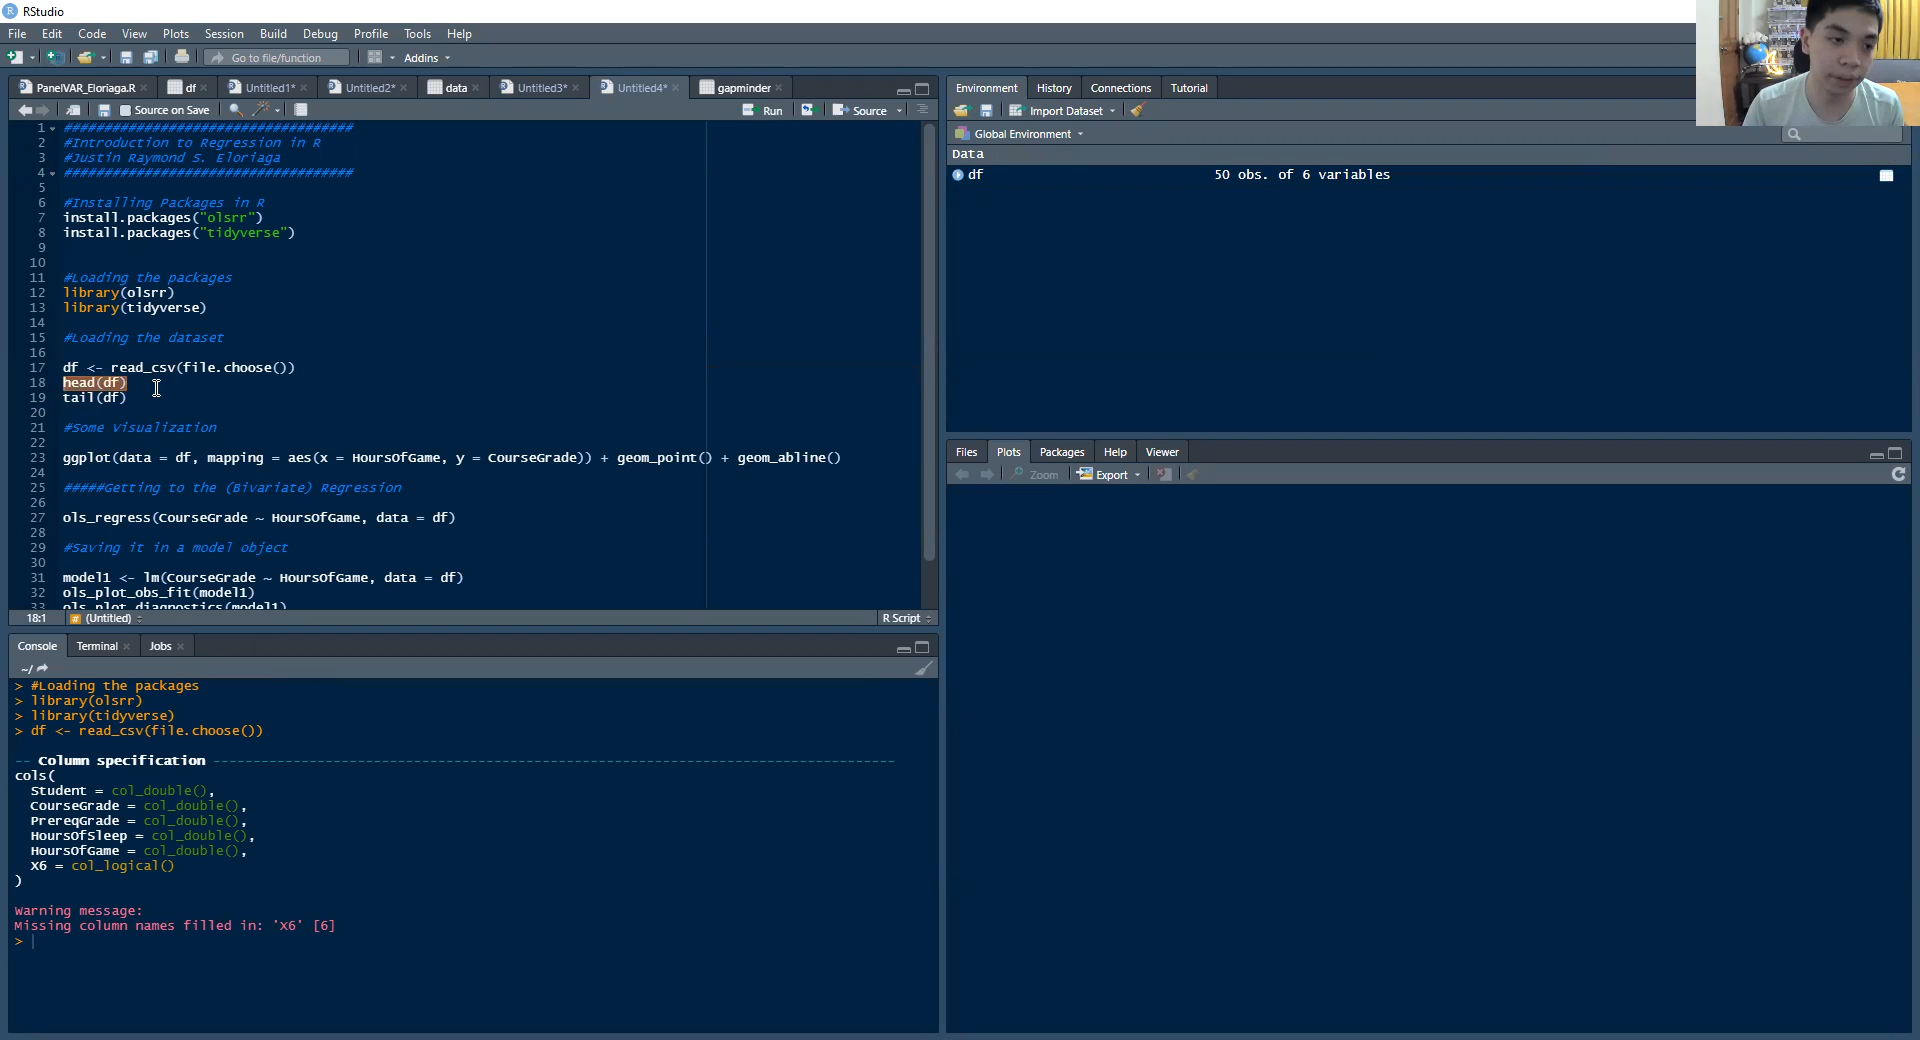 RStudio
File Edit Code View Plots Session Build Debug Profile Tools Help
Go to file/function Addins
PanelVAR_Eloriaga.R df Untitled1* Untitled2* data Untitled3* Untitled4* gapminder
Source on Save Run Source
1 ####################################
2 #Introduction to Regression in R
3 #Justin Raymond S. Eloriaga
4 ####################################
5
6 #Installing Packages in R
7 install.packages("olsrr")
8 install.packages("tidyverse")
9
10
11 #Loading the packages
12 library(olsrr)
13 library(tidyverse)
14
15 #Loading the dataset
16
17 df <- read_csv(file.choose())
18 head(df)
19 tail(df)
20
21 #Some Visualization
22
23 ggplot(data = df, mapping = aes(x = HoursOfGame, y = CourseGrade)) + geom_point() + geom_abline()
24
25 #####Getting to the (Bivariate) Regression
26
27 ols_regress(CourseGrade ~ HoursOfGame, data = df)
28
29 #Saving it in a model object
30
31 model1 <- lm(CourseGrade ~ HoursOfGame, data = df)
32 ols_plot_obs_fit(model1)
33 ols_plot_diagnostics(model1)
18:1 # (Untitled) R Script
Console Terminal Jobs
~/
> #Loading the packages
> library(olsrr)
> library(tidyverse)
> df <- read_csv(file.choose())
-- Column specification --------------------------------------------------------------------------------------
cols(
Student = col_double(),
CourseGrade = col_double(),
PrereqGrade = col_double(),
HoursOfSleep = col_double(),
HoursOfGame = col_double(),
X6 = col_logical()
)
Warning message:
Missing column names filled in: 'X6' [6]
>
Environment History Connections Tutorial
Import Dataset
Global Environment
Data
df 50 obs. of 6 variables
Files Plots Packages Help Viewer
Zoom Export